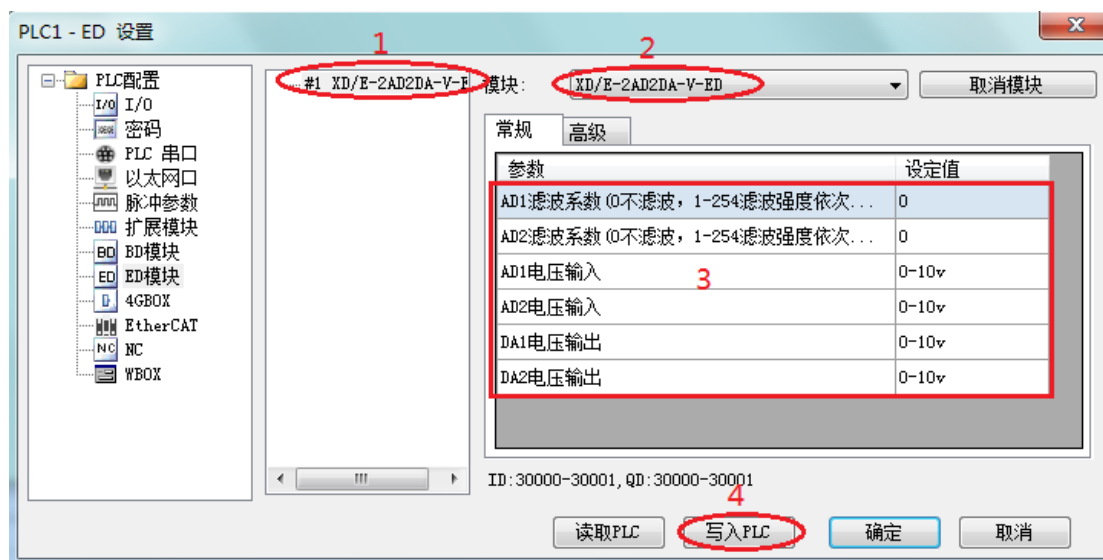 PLC1 - ED 设置
1
2
PLC配置
I/O I/O
密码
PLC 串口
以太网口
脉冲参数
扩展模块
BD BD模块
ED ED模块
4GBOX
EtherCAT
NC NC
WBOX
#1 XD/E-2AD2DA-V-E
模块: XD/E-2AD2DA-V-ED 取消模块
常规 高级
参数 设定值
AD1滤波系数(0不滤波，1-254滤波强度依次... 0
AD2滤波系数(0不滤波，1-254滤波强度依次... 0
AD1电压输入 0-10v
3
AD2电压输入 0-10v
DA1电压输出 0-10v
DA2电压输出 0-10v
ID:30000-30001,QD:30000-30001
4
读取PLC 写入PLC 确定 取消